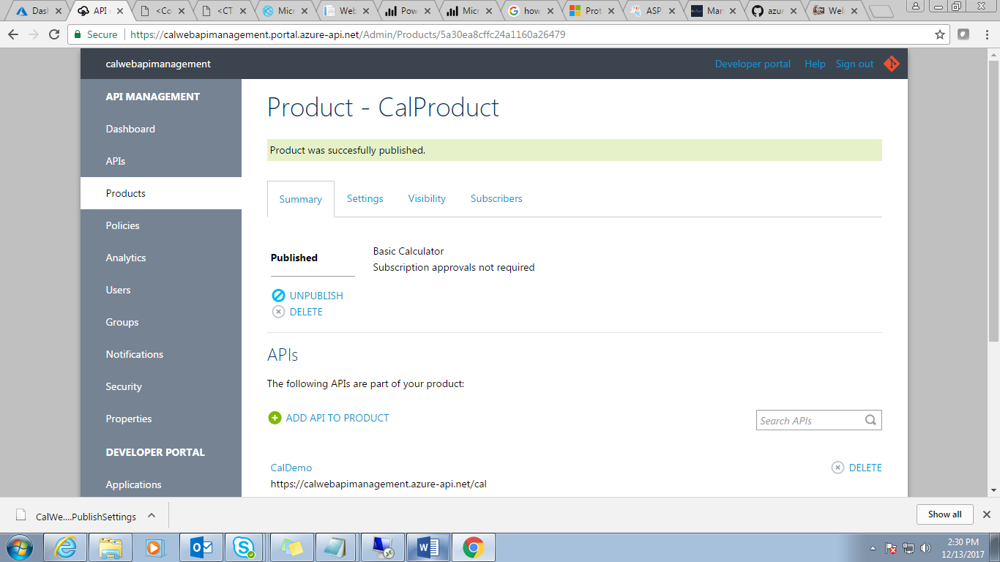 Dash
API
<Co
<CT
Micr
Web
Pow
Micr
how
Prot
ASP.
Man
azur
Wel
Secure
https://calwebapimanagement.portal.azure-api.net/Admin/Products/5a30ea8cffc24a1160a26479
calwebapimanagement
Developer portal Help Sign out
API MANAGEMENT
Dashboard
APIs
Products
Policies
Analytics
Users
Groups
Notifications
Security
Properties
DEVELOPER PORTAL
Applications
Product - CalProduct
Product was succesfully published.
Summary Settings Visibility Subscribers
Published
Basic Calculator
Subscription approvals not required
UNPUBLISH
DELETE
APIs
The following APIs are part of your product:
ADD API TO PRODUCT
Search APIs
CalDemo
DELETE
https://calwebapimanagement.azure-api.net/cal
CalWe....PublishSettings
Show all
2:30 PM
12/13/2017